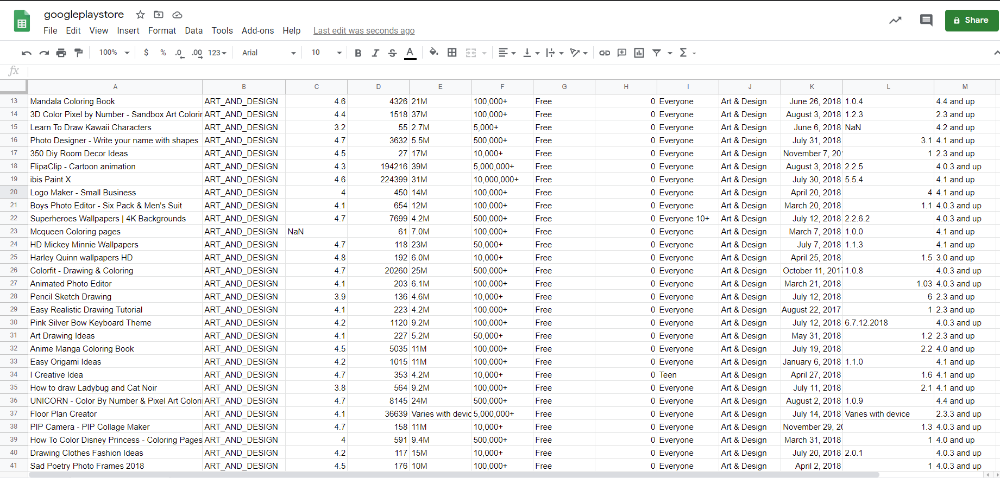 googleplaystore
File Edit View Insert Format Data Tools Add-ons Help Last edit was seconds ago
Share
100% $ % .0 .00 123 Arial 10 B I S A Σ
fx
A B C D E F G H I J K L M
13 Mandala Coloring Book ART_AND_DESIGN 4.6 4326 21M 100,000+ Free 0 Everyone Art & Design June 26, 2018 1.0.4 4.4 and up
14 3D Color Pixel by Number - Sandbox Art Colorir ART_AND_DESIGN 4.4 1518 37M 100,000+ Free 0 Everyone Art & Design August 3, 2018 1.2.3 2.3 and up
15 Learn To Draw Kawaii Characters ART_AND_DESIGN 3.2 55 2.7M 5,000+ Free 0 Everyone Art & Design June 6, 2018 NaN 4.2 and up
16 Photo Designer - Write your name with shapes ART_AND_DESIGN 4.7 3632 5.5M 500,000+ Free 0 Everyone Art & Design July 31, 2018 3.1 4.1 and up
17 350 Diy Room Decor Ideas ART_AND_DESIGN 4.5 27 17M 10,000+ Free 0 Everyone Art & Design November 7, 201 1 2.3 and up
18 FlipaClip - Cartoon animation ART_AND_DESIGN 4.3 194216 39M 5,000,000+ Free 0 Everyone Art & Design August 3, 2018 2.2.5 4.0.3 and up
19 ibis Paint X ART_AND_DESIGN 4.6 224399 31M 10,000,000+ Free 0 Everyone Art & Design July 30, 2018 5.5.4 4.1 and up
20 Logo Maker - Small Business ART_AND_DESIGN 4 450 14M 100,000+ Free 0 Everyone Art & Design April 20, 2018 4 4.1 and up
21 Boys Photo Editor - Six Pack & Men's Suit ART_AND_DESIGN 4.1 654 12M 100,000+ Free 0 Everyone Art & Design March 20, 2018 1.1 4.0.3 and up
22 Superheroes Wallpapers | 4K Backgrounds ART_AND_DESIGN 4.7 7699 4.2M 500,000+ Free 0 Everyone 10+ Art & Design July 12, 2018 2.2.6.2 4.0.3 and up
23 Mcqueen Coloring pages ART_AND_DESIGN NaN 61 7.0M 100,000+ Free 0 Everyone Art & Design March 7, 2018 1.0.0 4.1 and up
24 HD Mickey Minnie Wallpapers ART_AND_DESIGN 4.7 118 23M 50,000+ Free 0 Everyone Art & Design July 7, 2018 1.1.3 4.1 and up
25 Harley Quinn wallpapers HD ART_AND_DESIGN 4.8 192 6.0M 10,000+ Free 0 Everyone Art & Design April 25, 2018 1.5 3.0 and up
26 Colorfit - Drawing & Coloring ART_AND_DESIGN 4.7 20260 25M 500,000+ Free 0 Everyone Art & Design October 11, 2017 1.0.8 4.0.3 and up
27 Animated Photo Editor ART_AND_DESIGN 4.1 203 6.1M 100,000+ Free 0 Everyone Art & Design March 21, 2018 1.03 4.0.3 and up
28 Pencil Sketch Drawing ART_AND_DESIGN 3.9 136 4.6M 10,000+ Free 0 Everyone Art & Design July 12, 2018 6 2.3 and up
29 Easy Realistic Drawing Tutorial ART_AND_DESIGN 4.1 223 4.2M 100,000+ Free 0 Everyone Art & Design August 22, 2017 1 2.3 and up
30 Pink Silver Bow Keyboard Theme ART_AND_DESIGN 4.2 1120 9.2M 100,000+ Free 0 Everyone Art & Design July 12, 2018 6.7.12.2018 4.0.3 and up
31 Art Drawing Ideas ART_AND_DESIGN 4.1 227 5.2M 50,000+ Free 0 Everyone Art & Design May 31, 2018 1.2 2.3 and up
32 Anime Manga Coloring Book ART_AND_DESIGN 4.5 5035 11M 100,000+ Free 0 Everyone Art & Design July 19, 2018 2.2 4.0 and up
33 Easy Origami Ideas ART_AND_DESIGN 4.2 1015 11M 100,000+ Free 0 Everyone Art & Design January 6, 2018 1.1.0 4.1 and up
34 I Creative Idea ART_AND_DESIGN 4.7 353 4.2M 10,000+ Free 0 Teen Art & Design April 27, 2018 1.6 4.1 and up
35 How to draw Ladybug and Cat Noir ART_AND_DESIGN 3.8 564 9.2M 100,000+ Free 0 Everyone Art & Design July 11, 2018 2.1 4.1 and up
36 UNICORN - Color By Number & Pixel Art Colori ART_AND_DESIGN 4.7 8145 24M 500,000+ Free 0 Everyone Art & Design August 2, 2018 1.0.9 4.4 and up
37 Floor Plan Creator ART_AND_DESIGN 4.1 36639 Varies with devic 5,000,000+ Free 0 Everyone Art & Design July 14, 2018 Varies with device 2.3.3 and up
38 PIP Camera - PIP Collage Maker ART_AND_DESIGN 4.7 158 11M 10,000+ Free 0 Everyone Art & Design November 29, 20 1.3 4.0.3 and up
39 How To Color Disney Princess - Coloring Pages ART_AND_DESIGN 4 591 9.4M 500,000+ Free 0 Everyone Art & Design March 31, 2018 1 4.0 and up
40 Drawing Clothes Fashion Ideas ART_AND_DESIGN 4.2 117 15M 10,000+ Free 0 Everyone Art & Design July 20, 2018 2.0.1 4.0.3 and up
41 Sad Poetry Photo Frames 2018 ART_AND_DESIGN 4.5 176 10M 100,000+ Free 0 Everyone Art & Design April 2, 2018 1 4.0.3 and up